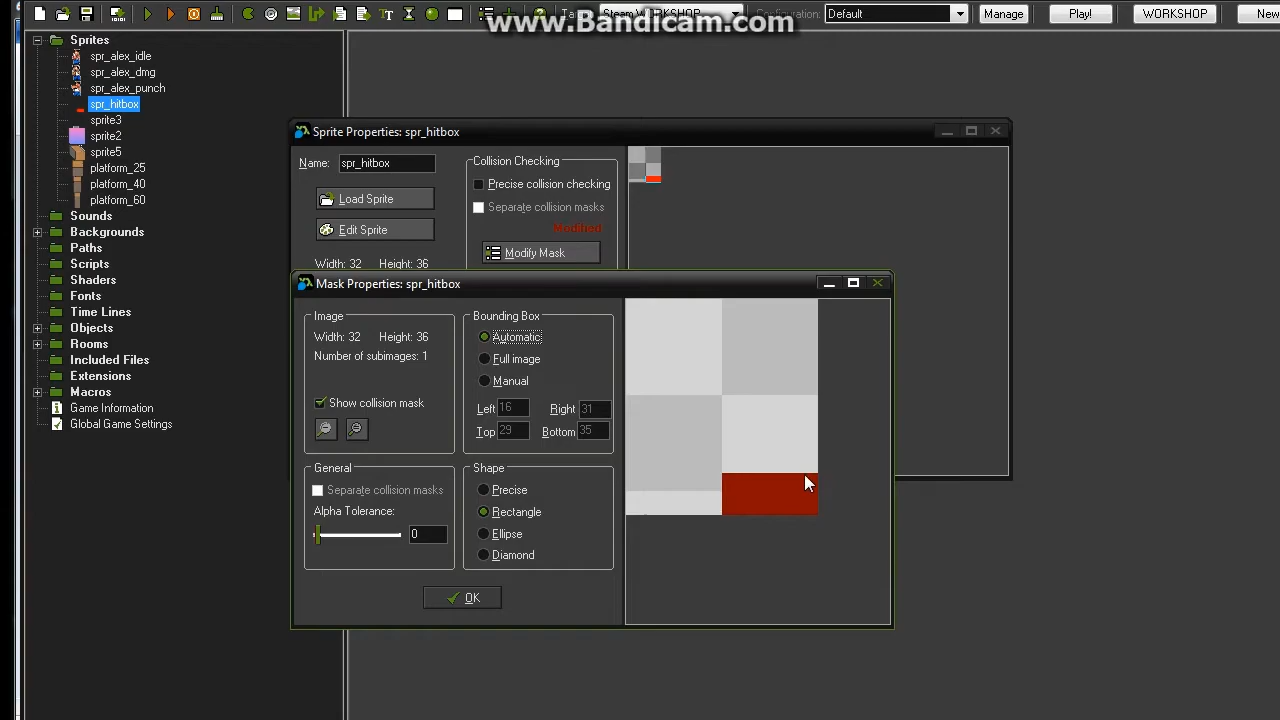 www.Bandicam.com
Configuration: Default Manage Play! WORKSHOP New
Sprites
spr_alex_idle
spr_alex_dmg
spr_alex_punch
spr_hitbox
sprite3
sprite2
sprite5
platform_25
platform_40
platform_60
Sounds
Backgrounds
Paths
Scripts
Shaders
Fonts
Time Lines
Objects
Rooms
Included Files
Extensions
Macros
Game Information
Global Game Settings
Sprite Properties: spr_hitbox
Name: spr_hitbox
Load Sprite
Edit Sprite
Width: 32 Height: 36
Collision Checking
Precise collision checking
Separate collision masks
Modified
Modify Mask
Mask Properties: spr_hitbox
Image
Width: 32 Height: 36
Number of subimages: 1
Show collision mask
General
Separate collision masks
Alpha Tolerance:
0
Bounding Box
Automatic
Full image
Manual
Left 16 Right 31
Top 29 Bottom 35
Shape
Precise
Rectangle
Ellipse
Diamond
OK